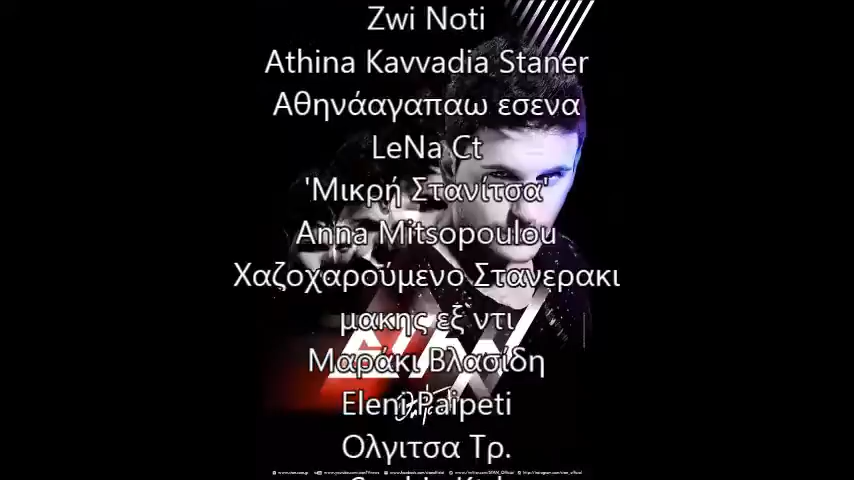 Zwi Noti
Athina Kavvadia Staner
Αθηνάαγαπαω εσενα
LeNa Ct
'Μικρή Στανίτσα'
Anna Mitsopoulou
Χαζοχαρούμενο Στανερακι
μακης εξ ντι
Μαράκι Βλασίδη
Eleni Paipeti
Ολγιτσα Τρ.